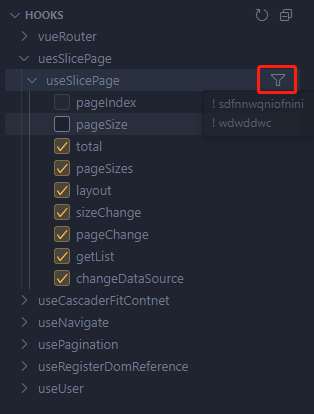 HOOKS
vueRouter
uesSlicePage
useSlicePage
pageIndex
! sdfnnwqniofnini
pageSize
! wdwddwc
total
pageSizes
layout
sizeChange
pageChange
getList
changeDataSource
useCascaderFitContnet
useNavigate
usePagination
useRegisterDomReference
useUser